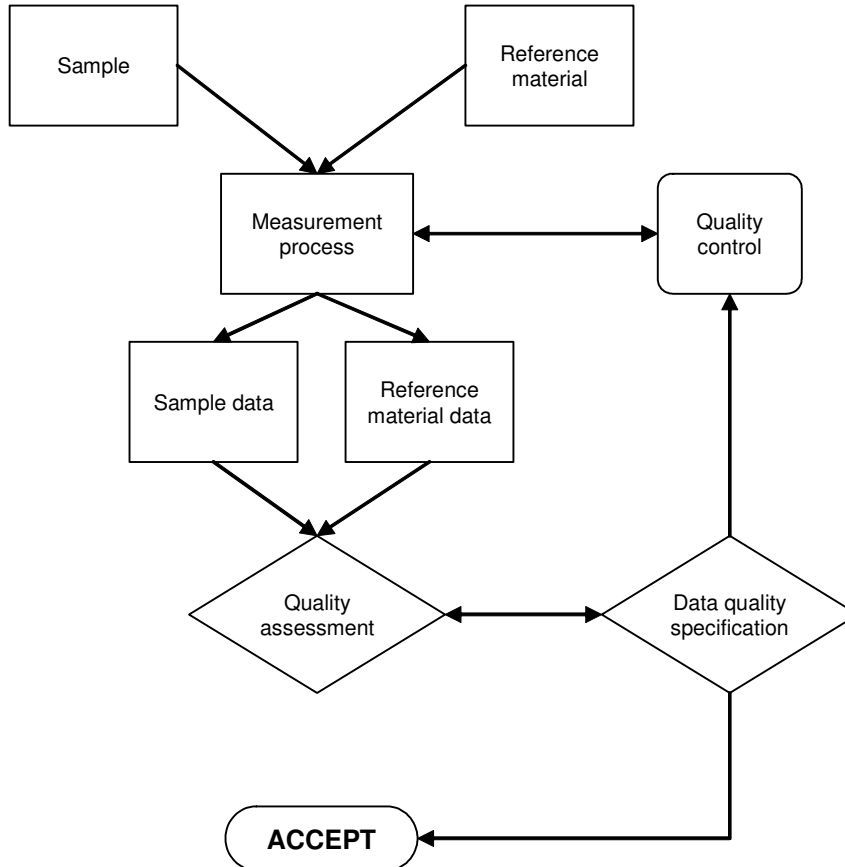 Sample
Reference
material
Measurement
process
Quality
control
Sample data
Reference
material data
Quality
assessment
Data quality
specification
ACCEPT